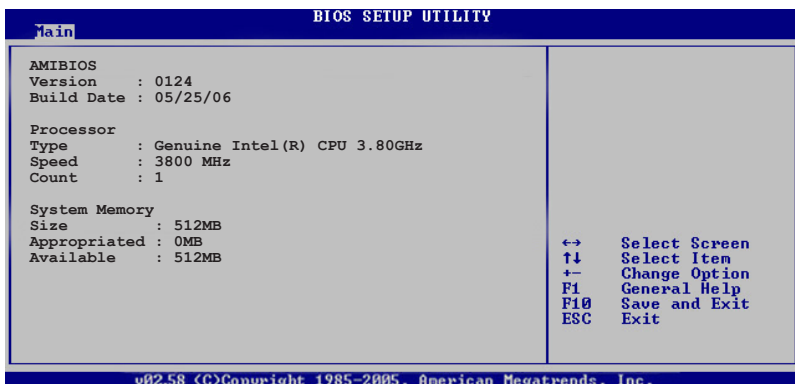 BIOS SETUP UTILITY
Main
AMIBIOS
Version : 0124
Build Date : 05/25/06
Processor
Type : Genuine Intel(R) CPU 3.80GHz
Speed : 3800 MHz
Count : 1
System Memory
Size : 512MB
Appropriated : 0MB
Available : 512MB
←→ Select Screen
↑↓ Select Item
+- Change Option
F1 General Help
F10 Save and Exit
ESC Exit
v02.58 (C)Copyright 1985-2005, American Megatrends, Inc.